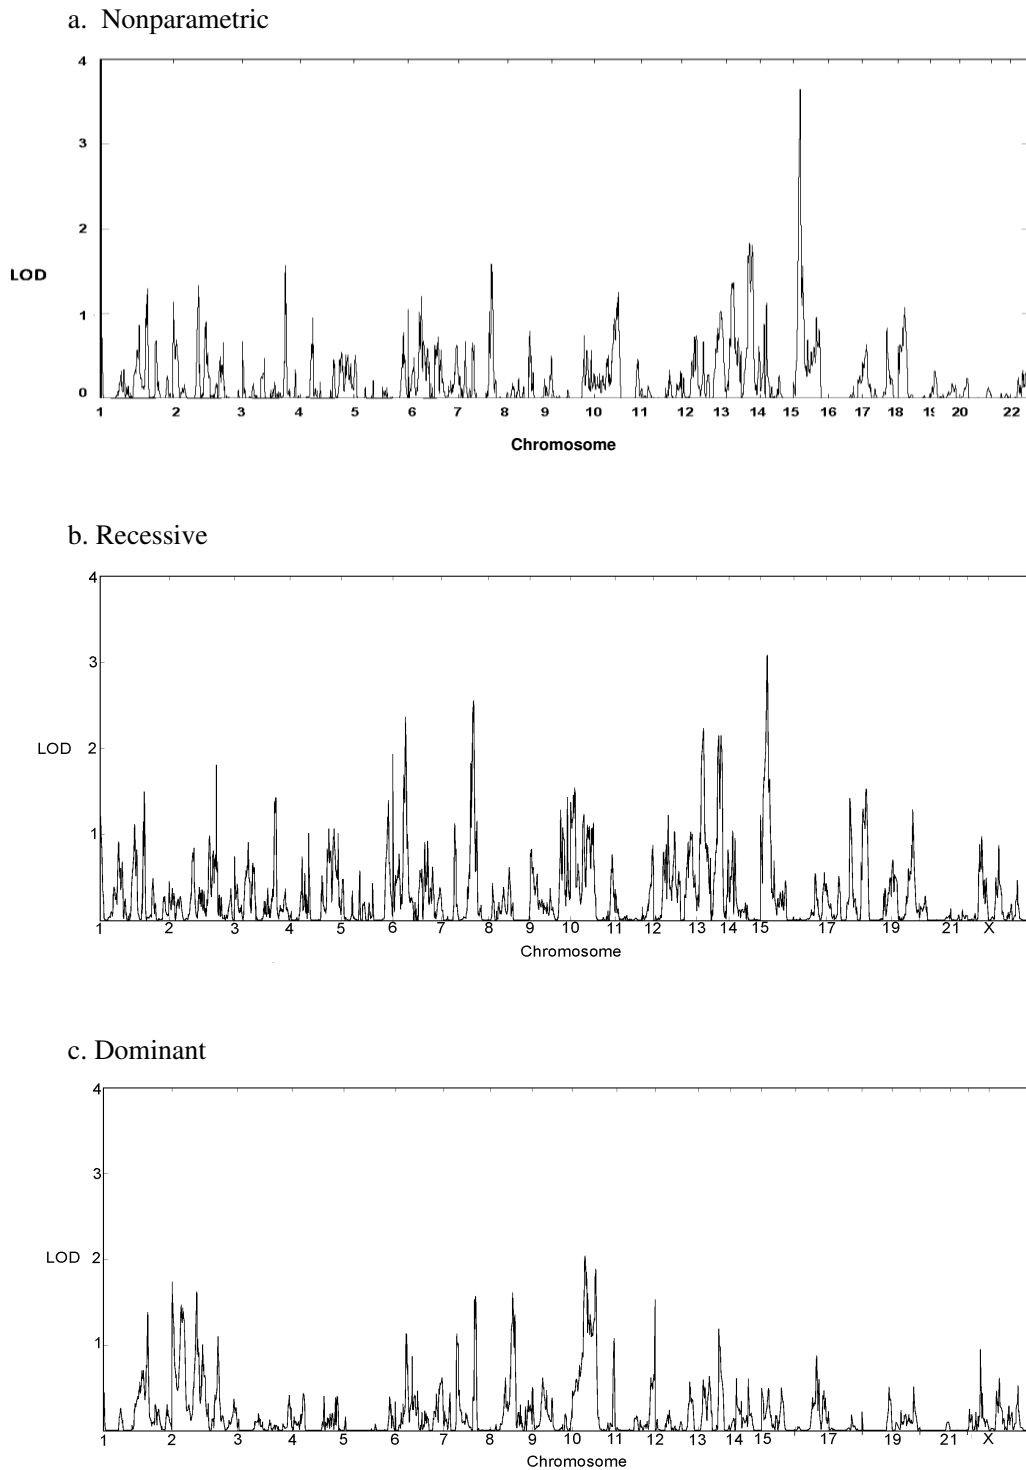 a. Nonparametric
4
3
2
LOD
1
0
1 2 3 4 5 6 7 8 9 10 11 12 13 14 15 16 17 18 19 20 22
Chromosome
b. Recessive
4
3
LOD 2
1
1 2 3 4 5 6 7 8 9 10 11 12 13 14 15 17 19 21 X
Chromosome
c. Dominant
4
3
LOD 2
1
1 2 3 4 5 6 7 8 9 10 11 12 13 14 15 17 19 21 X
Chromosome